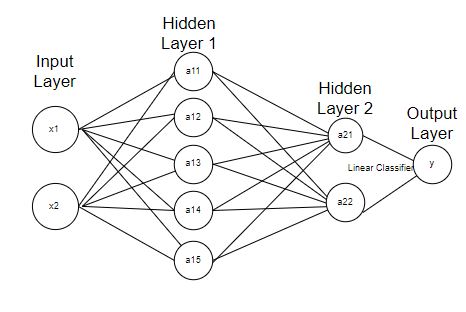 Input
Layer
Hidden
Layer 1
Hidden
Layer 2
Output
Layer
x1
x2
a11
a12
a13
a14
a15
a21
a22
Linear Classifier
y